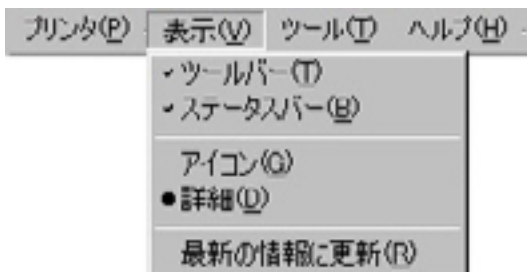 プリンタ(P) 表示(V) ツール(T) ヘルプ(H)
ツールバー(T)
ステータスバー(B)
アイコン(G)
詳細(D)
最新の情報に更新(R)